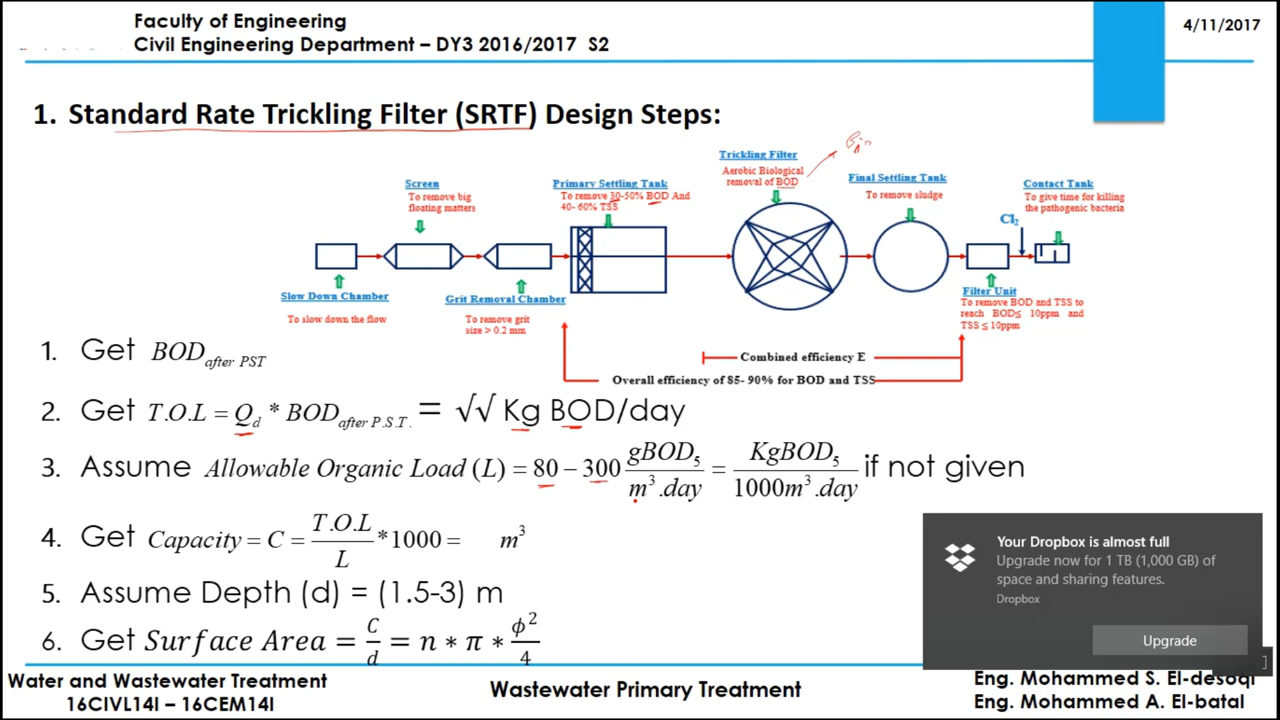 Faculty of Engineering
Civil Engineering Department – DY3 2016/2017 S2
4/11/2017
1. Standard Rate Trickling Filter (SRTF) Design Steps:
Screen
To remove big
floating matters
Primary Settling Tank
To remove 30-50% BOD And
40- 60% TSS
Trickling Filter
Aerobic Biological
removal of BOD
Final Settling Tank
To remove sludge
Contact Tank
To give time for killing
the pathogenic bacteria
Cl2
Slow Down Chamber
To slow down the flow
Grit Removal Chamber
To remove grit
size > 0.2 mm
Filter Unit
To remove BOD and TSS to
reach BOD≤ 10ppm and
TSS ≤ 10ppm
Combined efficiency E
Overall efficiency of 85- 90% for BOD and TSS
1. Get BOD after PST
2. Get T.O.L = Qd * BOD after P.S.T. = √√ Kg BOD/day
3. Assume Allowable Organic Load (L) = 80 – 300 gBOD5 / m³.day = KgBOD5 / 1000m³.day if not given
4. Get Capacity = C = T.O.L / L *1000 = m³
5. Assume Depth (d) = (1.5-3) m
6. Get Surface Area = C/d = n * π * ϕ²/4
Your Dropbox is almost full
Upgrade now for 1 TB (1,000 GB) of
space and sharing features.
Dropbox
Upgrade
Water and Wastewater Treatment
16CIVL14I – 16CEM14I
Wastewater Primary Treatment
Eng. Mohammed S. El-desoqi
Eng. Mohammed A. El-batal